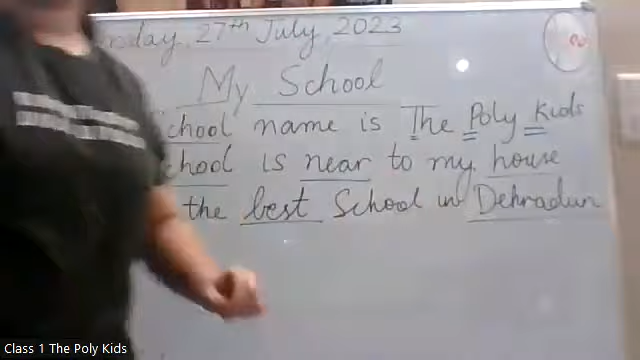 27th July, 2023
My School
chool name is The Poly Kids
chool is near to my house
the best School in Dehradun
Class 1 The Poly Kids